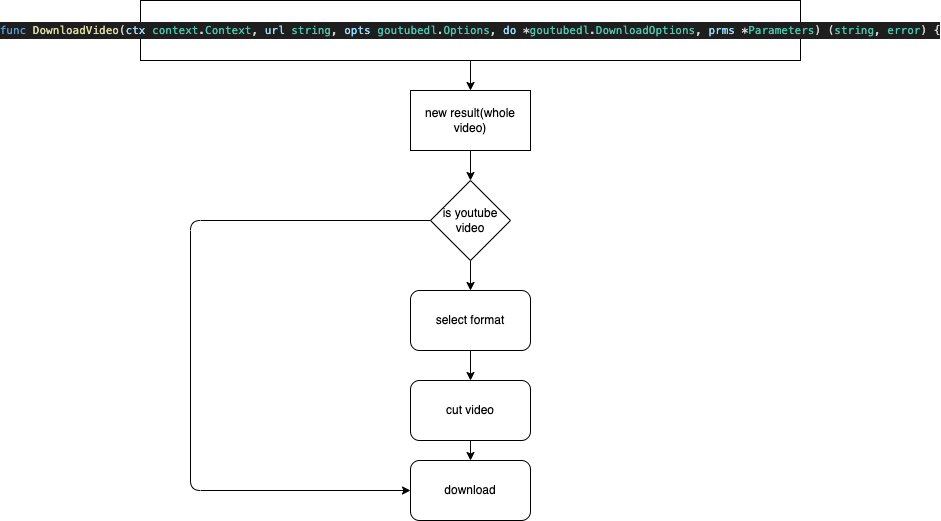 func DownloadVideo(ctx context.Context, url string, opts goutubedl.Options, do *goutubedl.DownloadOptions, prms *Parameters) (string, error) {
new result(whole
video)
is youtube
video
select format
cut video
download